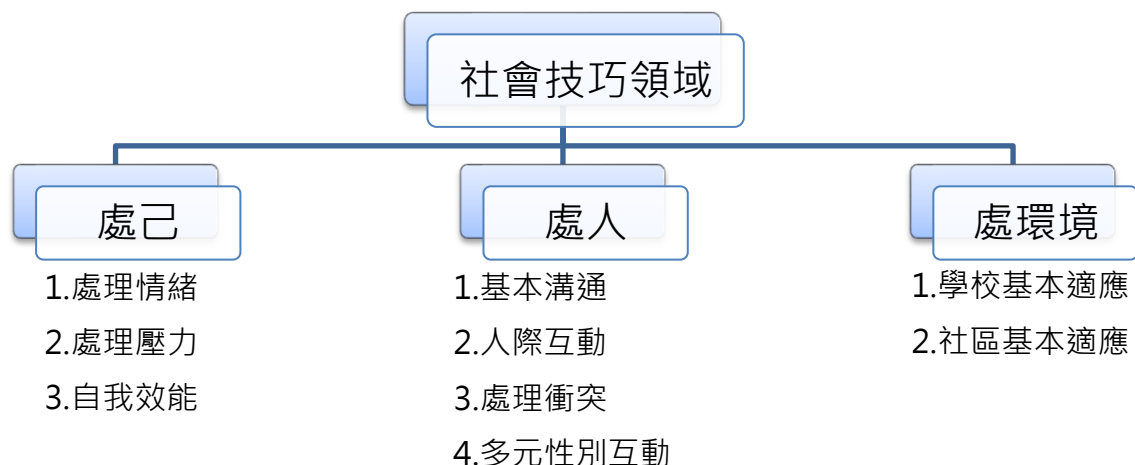 社會技巧領域
處己
1.處理情緒
2.處理壓力
3.自我效能
處人
1.基本溝通
2.人際互動
3.處理衝突
4.多元性別互動
處環境
1.學校基本適應
2.社區基本適應